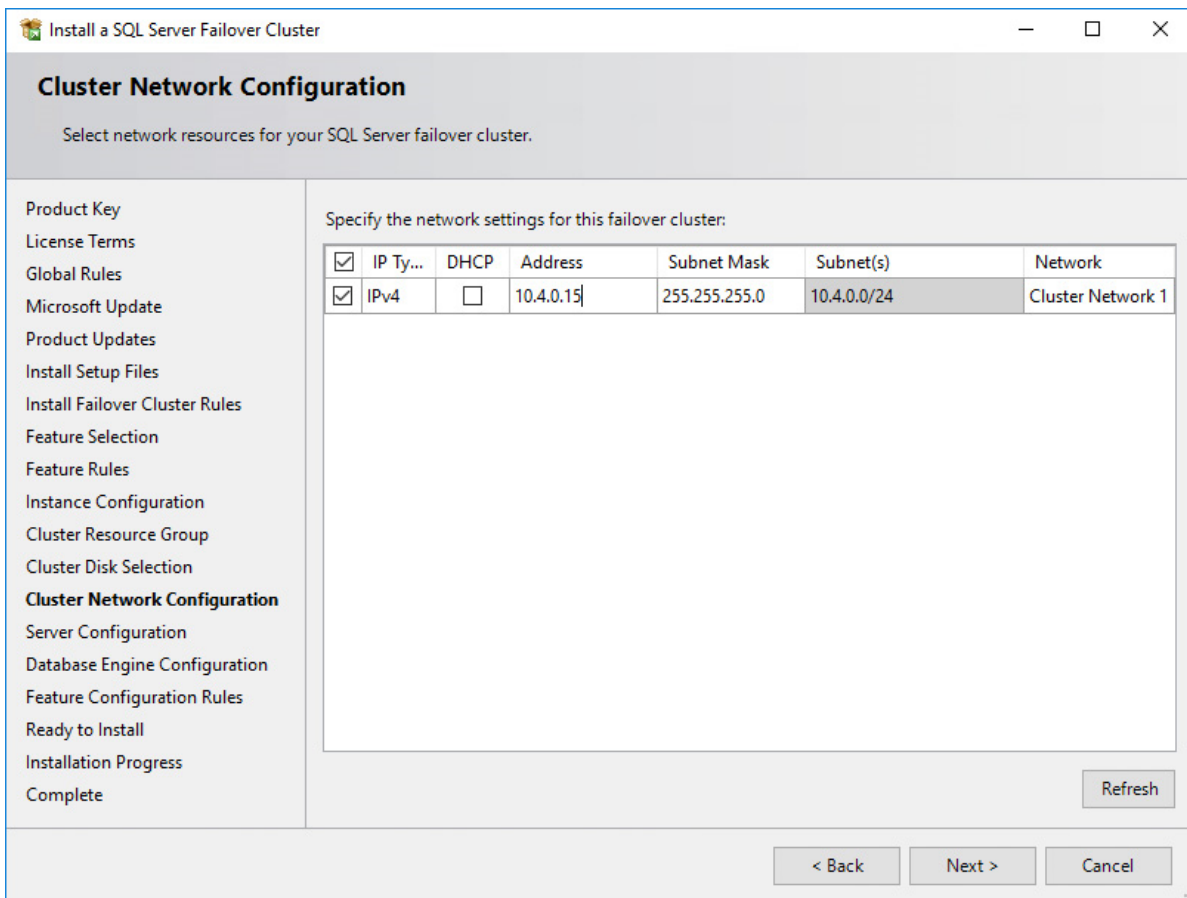 Install a SQL Server Failover Cluster
Cluster Network Configuration
Select network resources for your SQL Server failover cluster.
Product Key
License Terms
Global Rules
Microsoft Update
Product Updates
Install Setup Files
Install Failover Cluster Rules
Feature Selection
Feature Rules
Instance Configuration
Cluster Resource Group
Cluster Disk Selection
Cluster Network Configuration
Server Configuration
Database Engine Configuration
Feature Configuration Rules
Ready to Install
Installation Progress
Complete
Specify the network settings for this failover cluster:
IP Ty... DHCP Address Subnet Mask Subnet(s) Network
IPv4 10.4.0.15 255.255.255.0 10.4.0.0/24 Cluster Network 1
Refresh
< Back Next > Cancel